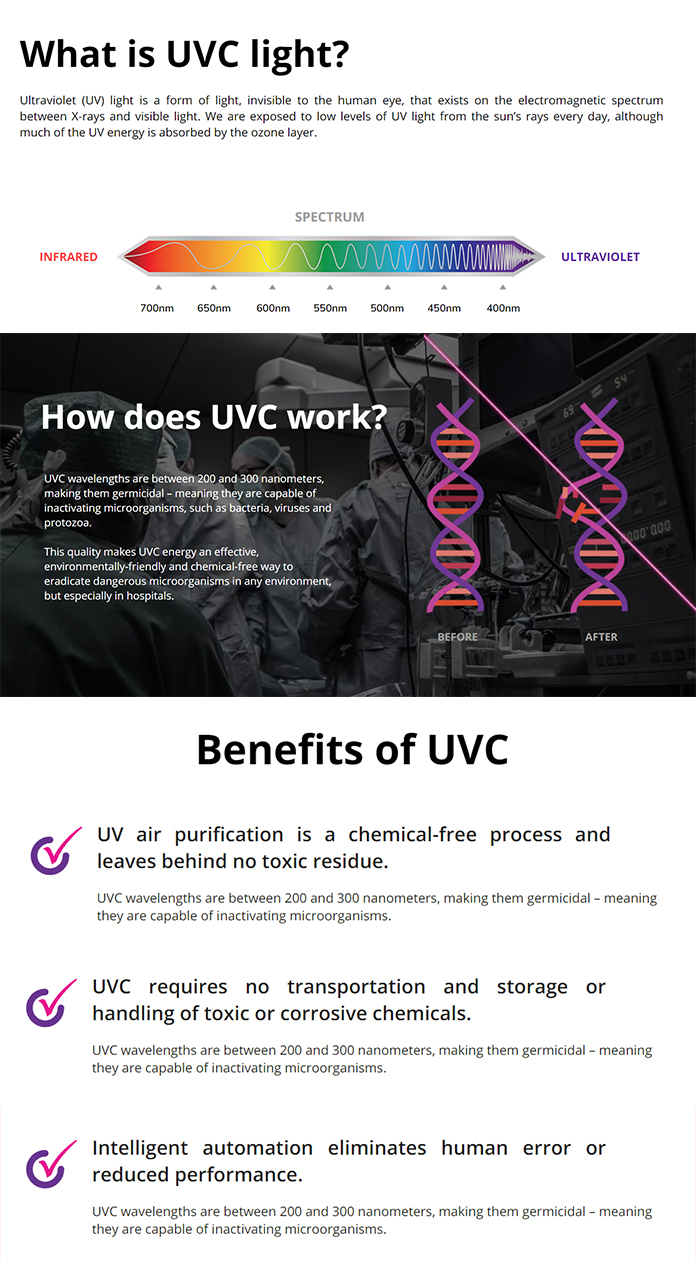 What is UVC light?
Ultraviolet (UV) light is a form of light, invisible to the human eye, that exists on the electromagnetic spectrum
between X-rays and visible light. We are exposed to low levels of UV light from the sun's rays every day, although
much of the UV energy is absorbed by the ozone layer.
SPECTRUM
INFRARED
ULTRAVIOLET
700nm 650nm 600nm 550nm 500nm 450nm 400nm
How does UVC work?
UVC wavelengths are between 200 and 300 nanometers,
making them germicidal – meaning they are capable of
inactivating microorganisms, such as bacteria, viruses and
protozoa.
This quality makes UVC energy an effective,
environmentally-friendly and chemical-free way to
eradicate dangerous microorganisms in any environment,
but especially in hospitals.
BEFORE
AFTER
Benefits of UVC
UV air purification is a chemical-free process and
leaves behind no toxic residue.
UVC wavelengths are between 200 and 300 nanometers, making them germicidal – meaning
they are capable of inactivating microorganisms.
UVC requires no transportation and storage or
handling of toxic or corrosive chemicals.
UVC wavelengths are between 200 and 300 nanometers, making them germicidal – meaning
they are capable of inactivating microorganisms.
Intelligent automation eliminates human error or
reduced performance.
UVC wavelengths are between 200 and 300 nanometers, making them germicidal – meaning
they are capable of inactivating microorganisms.